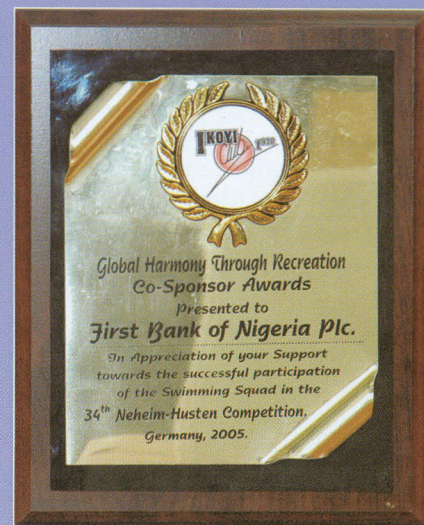 IKOYI
club 1938
Global Harmony Through Recreation
Co-Sponsor Awards
Presented to
First Bank of Nigeria Plc.
In Appreciation of your Support
towards the successful participation
of the Swimming Squad in the
34th Neheim-Husten Competition.
Germany, 2005.